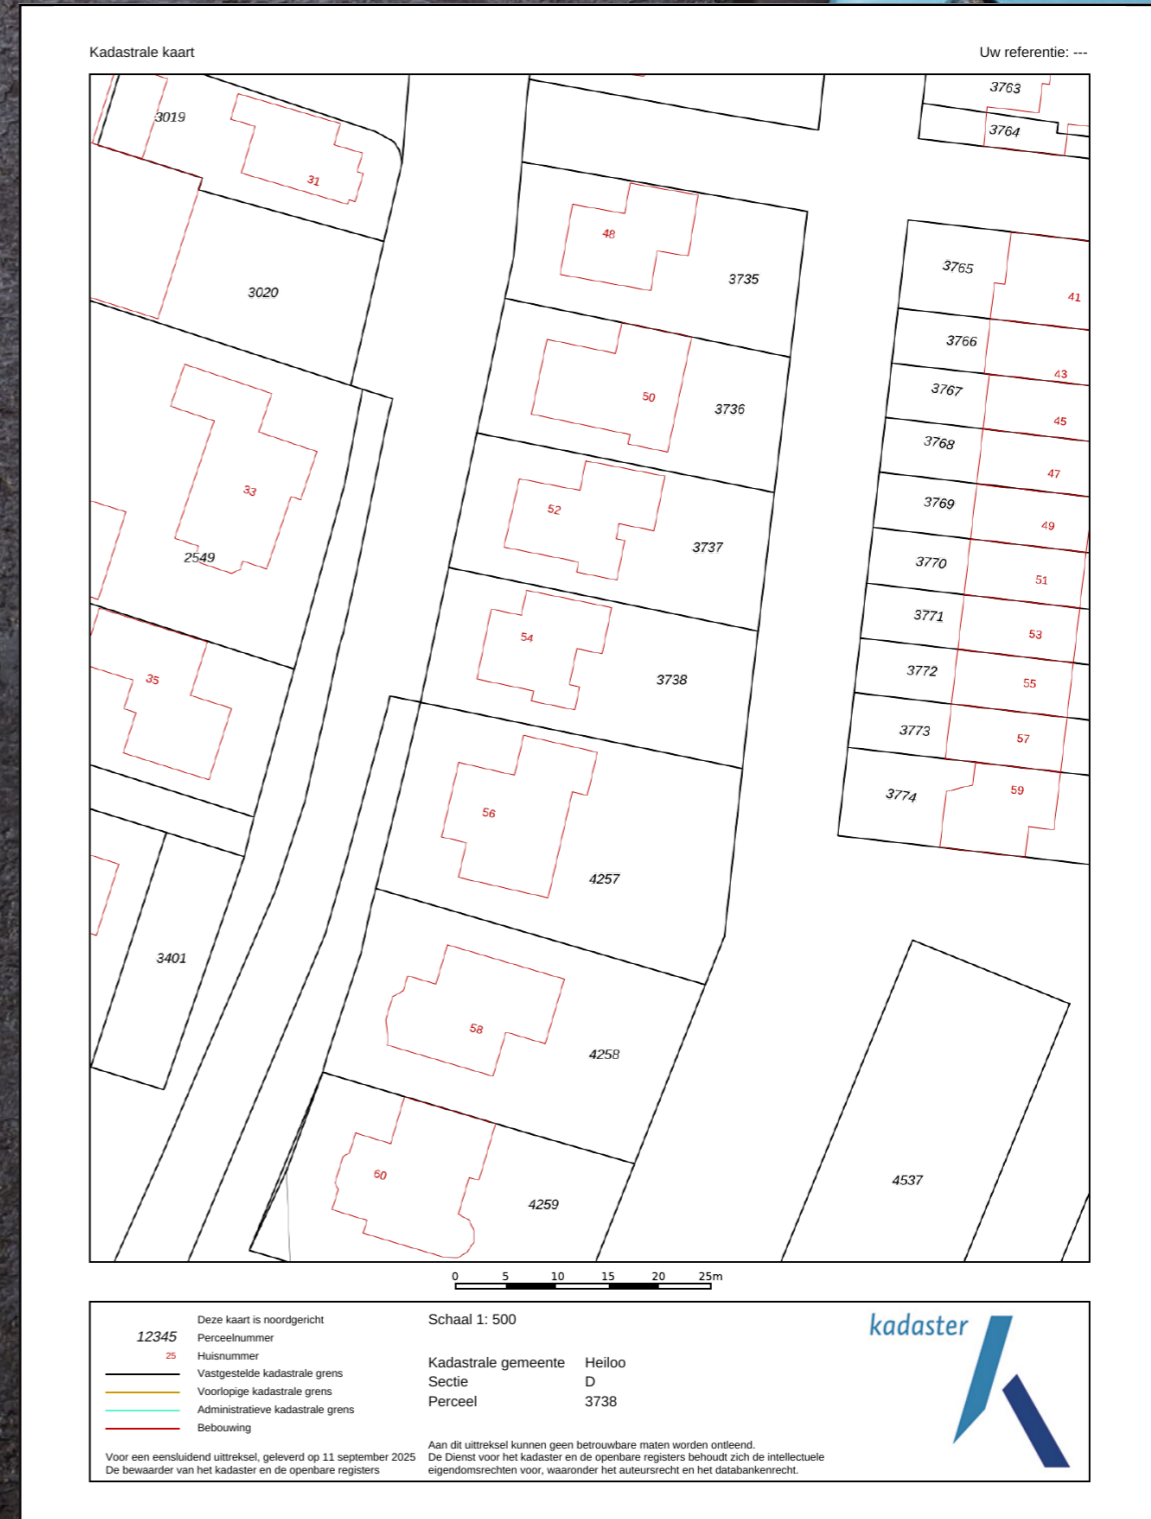 Kadastrale kaart
Uw referentie: ---
3763
3019
3764
31
48
3765
3735
3020
41
3766
43
3767
50
3736
45
3768
47
33
3769
52
49
3737
2549
3770
51
3771
54
53
3772
35
3738
55
3773
57
59
3774
56
4257
3401
58
4258
60
4537
4259
0 5 10 15 20 25m
Deze kaart is noordgericht
12345 Perceelnummer
25 Huisnummer
Vastgestelde kadastrale grens
Voorlopige kadastrale grens
Administratieve kadastrale grens
Bebouwing
Voor een eensluidend uittreksel, geleverd op 11 september 2025
De bewaarder van het kadaster en de openbare registers
Schaal 1: 500
Kadastrale gemeente Heiloo
Sectie D
Perceel 3738
Aan dit uittreksel kunnen geen betrouwbare maten worden ontleend.
De Dienst voor het kadaster en de openbare registers behoudt zich de intellectuele
eigendomsrechten voor, waaronder het auteursrecht en het databankenrecht.
kadaster